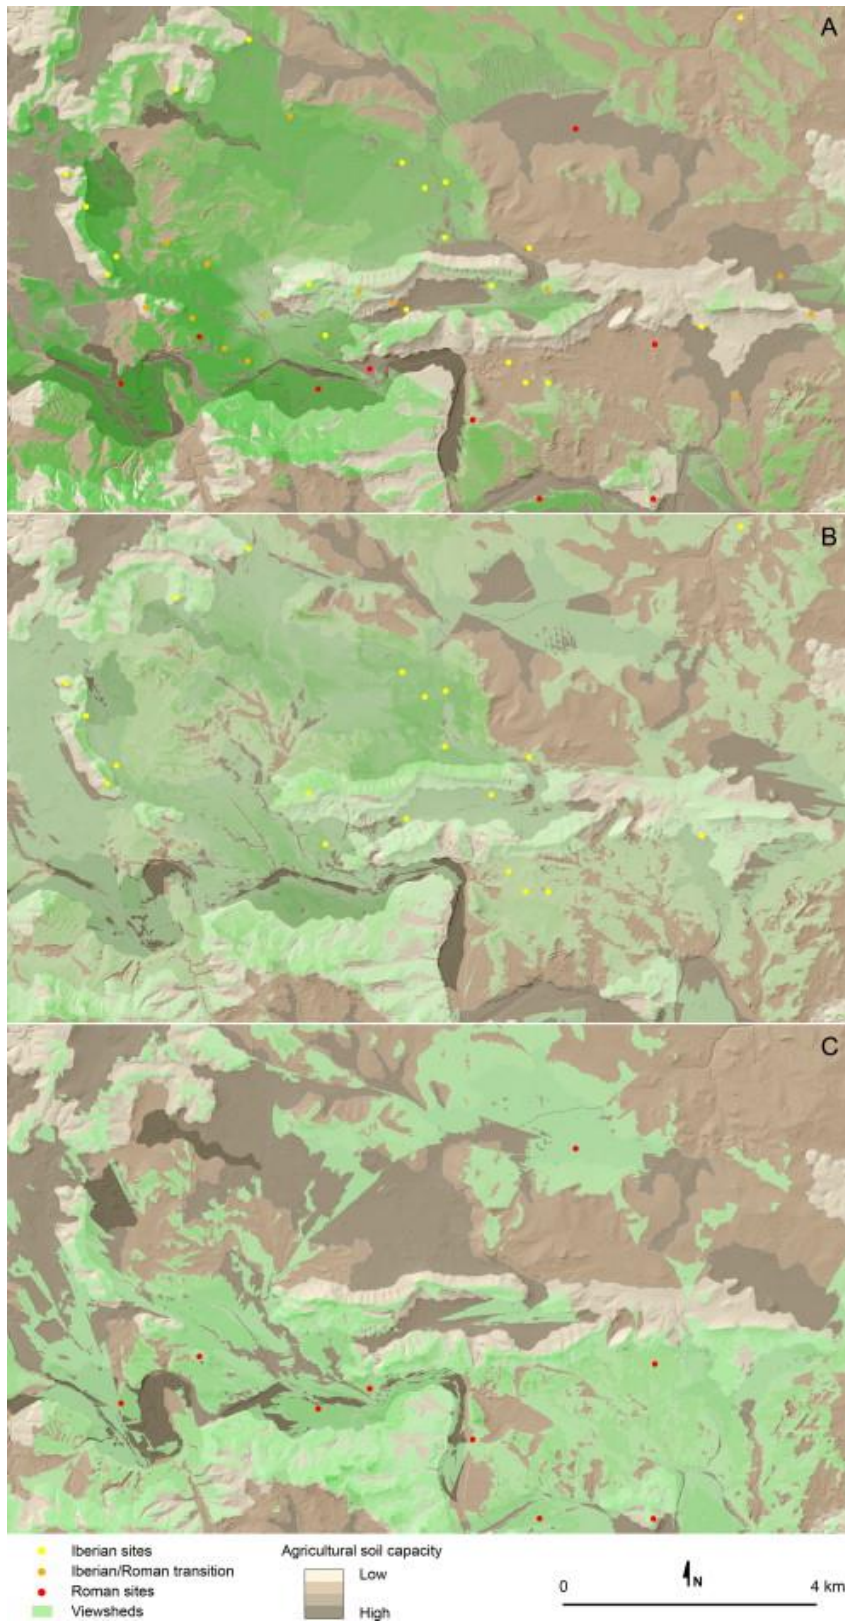 A
B
C
Iberian sites
Iberian/Roman transition
Roman sites
Viewsheds
Agricultural soil capacity
Low
High
N
0 4 km